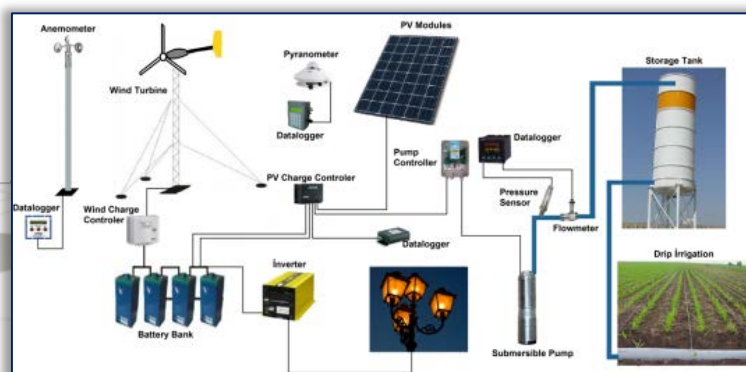 Anemometer
Wind Turbine
Pyranometer
Datalogger
PV Modules
Storage Tank
Pump
Controller
Datalogger
Pressure
Sensor
Flowmeter
PV Charge Controler
Datalogger
Wind Charge
Controler
Datalogger
İnverter
Battery Bank
Submersible Pump
Drip İrrigation